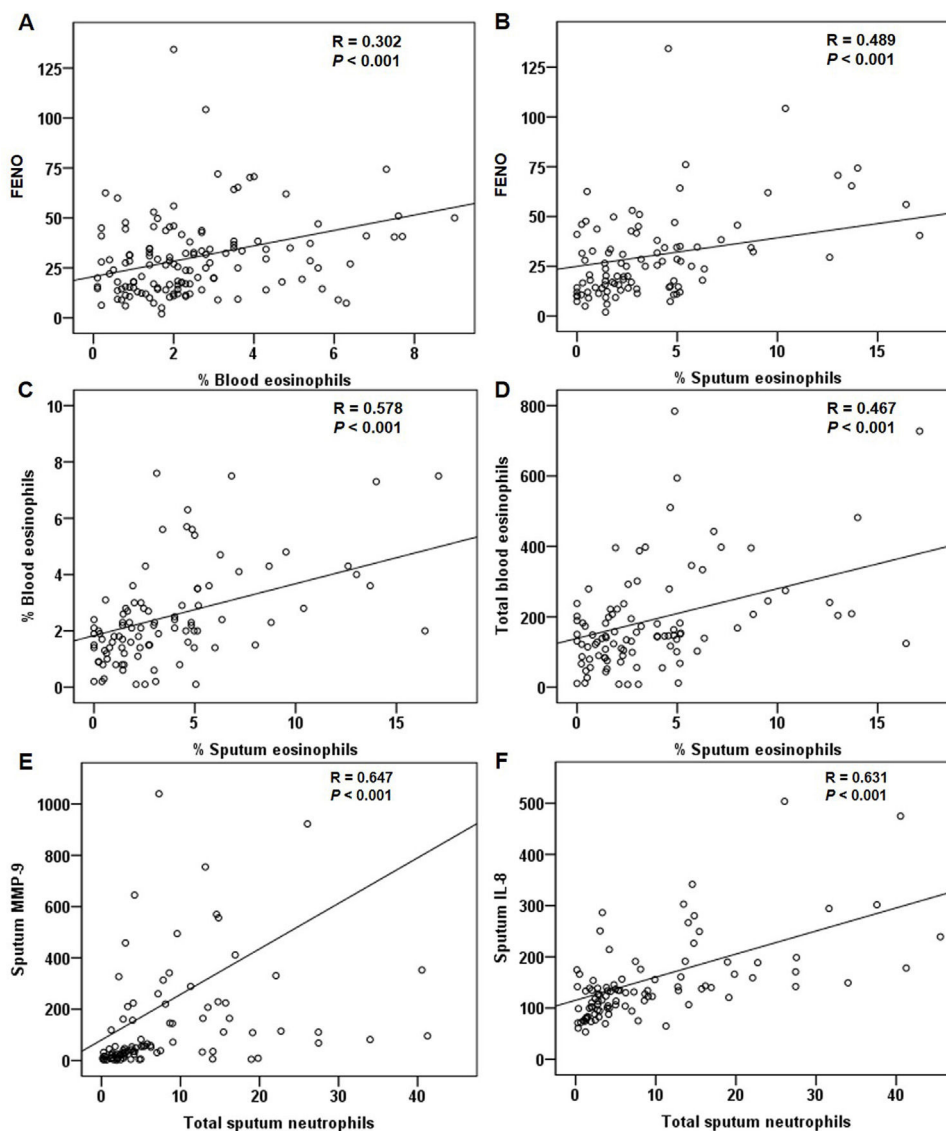 A
R = 0.302
P < 0.001
FENO
125
100
75
50
25
0
0 2 4 6 8
% Blood eosinophils
B
R = 0.489
P < 0.001
FENO
125
100
75
50
25
0
0 5 10 15
% Sputum eosinophils
C
R = 0.578
P < 0.001
% Blood eosinophils
10
8
6
4
2
0
0 5 10 15
% Sputum eosinophils
D
R = 0.467
P < 0.001
Total blood eosinophils
800
600
400
200
0
0 5 10 15
% Sputum eosinophils
E
R = 0.647
P < 0.001
Sputum MMP-9
1000
800
600
400
200
0
0 10 20 30 40
Total sputum neutrophils
F
R = 0.631
P < 0.001
Sputum IL-8
500
400
300
200
100
0
0 10 20 30 40
Total sputum neutrophils